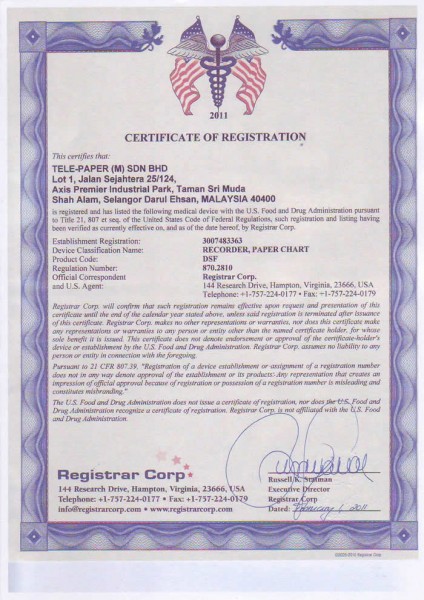 2011
CERTIFICATE OF REGISTRATION
This certifies that:
TELE-PAPER (M) SDN BHD
Lot 1, Jalan Sejahtera 25/124,
Axis Premier Industrial Park, Taman Sri Muda
Shah Alam, Selangor Darul Ehsan, MALAYSIA 40400
is registered and has listed the following medical device with the U.S. Food and Drug Administration pursuant
to Title 21, 807 et seq. of the United States Code of Federal Regulations, such registration and listing having
been verified as currently effective on, and as of the date hereof, by Registrar Corp.
Establishment Registration: 3007483363
Device Classification Name: RECORDER, PAPER CHART
Product Code: DSF
Regulation Number: 870.2810
Official Correspondent Registrar Corp.
and U.S. Agent: 144 Research Drive, Hampton, Virginia, 23666, USA
Telephone: +1-757-224-0177 • Fax: +1-757-224-0179
Registrar Corp. will confirm that such registration remains effective upon request and presentation of this
certificate until the end of the calendar year stated above, unless said registration is terminated after issuance
of this certificate. Registrar Corp. makes no other representations or warranties, nor does this certificate make
any representations or warranties to any person or entity other than the named certificate holder, for whose
sole benefit it is issued. This certificate does not denote endorsement or approval of the certificate-holder's
device or establishment by the U.S. Food and Drug Administration. Registrar Corp. assumes no liability to any
person or entity in connection with the foregoing.
Pursuant to 21 CFR 807.39, "Registration of a device establishment or assignment of a registration number
does not in any way denote approval of the establishment or its products. Any representation that creates an
impression of official approval because of registration or possession of a registration number is misleading and
constitutes misbranding."
The U.S. Food and Drug Administration does not issue a certificate of registration, nor does the U.S. Food and
Drug Administration recognize a certificate of registration. Registrar Corp. is not affiliated with the U.S. Food
and Drug Administration.
Registrar Corp
144 Research Drive, Hampton, Virginia, 23666, USA
Telephone: +1-757-224-0177 • Fax: +1-757-224-0179
info@registrarcorp.com • www.registrarcorp.com
Russell K. Statman
Executive Director
Registrar Corp
Dated: February 1, 2011